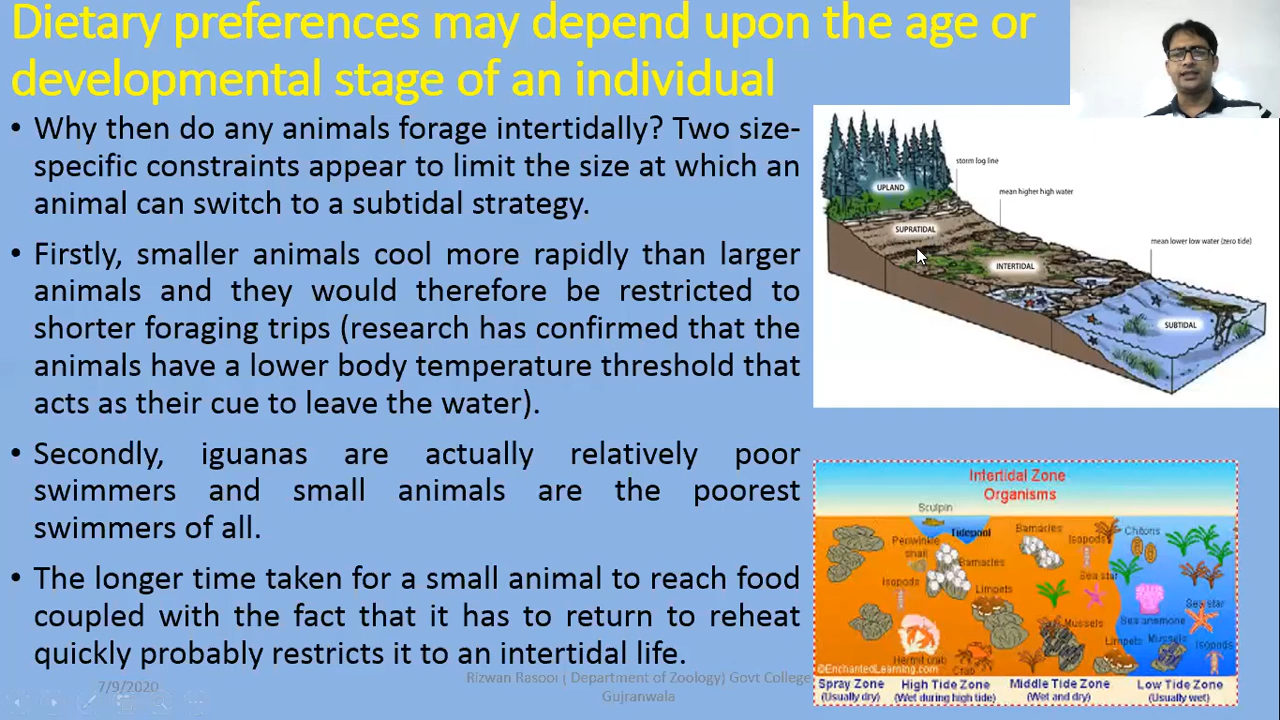 Dietary preferences may depend upon the age or
developmental stage of an individual
• Why then do any animals forage intertidally? Two size-
specific constraints appear to limit the size at which an
animal can switch to a subtidal strategy.
• Firstly, smaller animals cool more rapidly than larger
animals and they would therefore be restricted to
shorter foraging trips (research has confirmed that the
animals have a lower body temperature threshold that
acts as their cue to leave the water).
• Secondly, iguanas are actually relatively poor
swimmers and small animals are the poorest
swimmers of all.
• The longer time taken for a small animal to reach food
coupled with the fact that it has to return to reheat
quickly probably restricts it to an intertidal life.
7/9/2020
Rizwan Rasool ( Department of Zoology) Govt College
Gujranwala
storm log line
UPLAND
mean higher high water
SUPRATIDAL
mean lower low water (zero tide)
INTERTIDAL
SUBTIDAL
Intertidal Zone
Organisms
Sculpin
Tidepool
Barnacles
Chitons
Periwinkle
snail
Isopods
Barnacles
Isopods
Sea star
Limpets
Sea star
Mussels
Sea anemone
Limpets
Mussels
Isopods
Hermit crab
Crab
©EnchantedLearning.com
Spray Zone
(Usually dry)
High Tide Zone
(Wet during high tide)
Middle Tide Zone
(Wet and dry)
Low Tide Zone
(Usually wet)